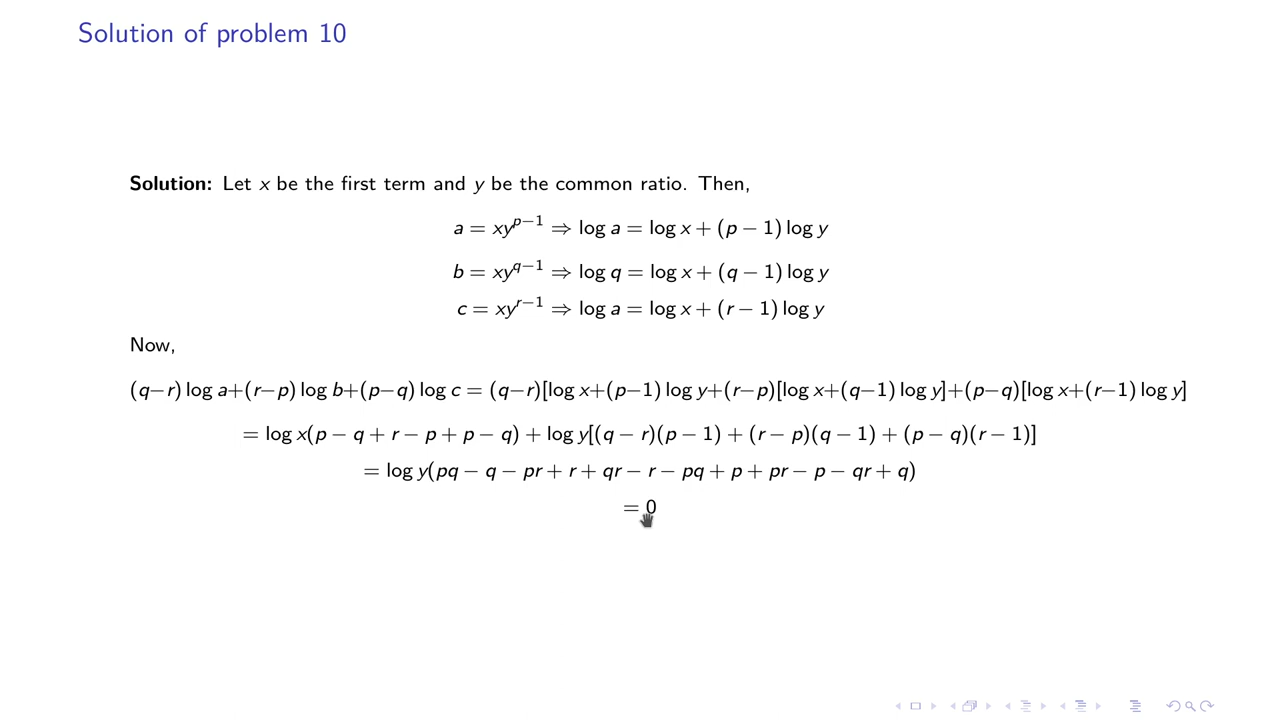 Solution of problem 10
Solution: Let x be the first term and y be the common ratio. Then,
a = xy^{p−1} ⇒ log a = log x + (p − 1) log y
b = xy^{q−1} ⇒ log q = log x + (q − 1) log y
c = xy^{r−1} ⇒ log a = log x + (r − 1) log y
Now,
(q−r) log a+(r−p) log b+(p−q) log c = (q−r)[log x+(p−1) log y+(r−p)[log x+(q−1) log y]+(p−q)[log x+(r−1) log y]
= log x(p − q + r − p + p − q) + log y[(q − r)(p − 1) + (r − p)(q − 1) + (p − q)(r − 1)]
= log y(pq − q − pr + r + qr − r − pq + p + pr − p − qr + q)
= 0